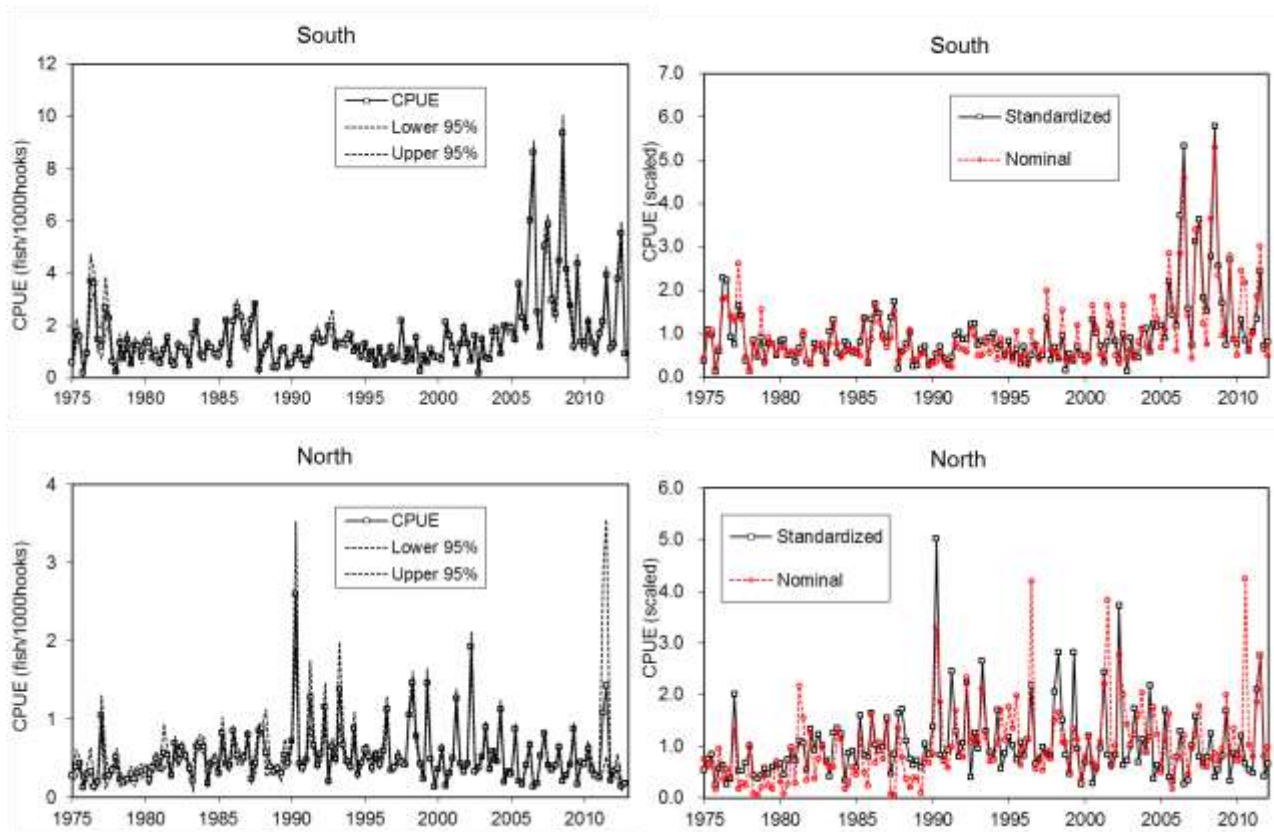 South
CPUE (fish/1000hooks)
12
10
8
6
4
2
0
CPUE
Lower 95%
Upper 95%
1975 1980 1985 1990 1995 2000 2005 2010
South
CPUE (scaled)
7.0
6.0
5.0
4.0
3.0
2.0
1.0
0.0
Standardized
Nominal
1975 1980 1985 1990 1995 2000 2005 2010
North
CPUE (fish/1000hooks)
4
3
2
1
0
CPUE
Lower 95%
Upper 95%
1975 1980 1985 1990 1995 2000 2005 2010
North
CPUE (scaled)
6.0
5.0
4.0
3.0
2.0
1.0
0.0
Standardized
Nominal
1975 1980 1985 1990 1995 2000 2005 2010